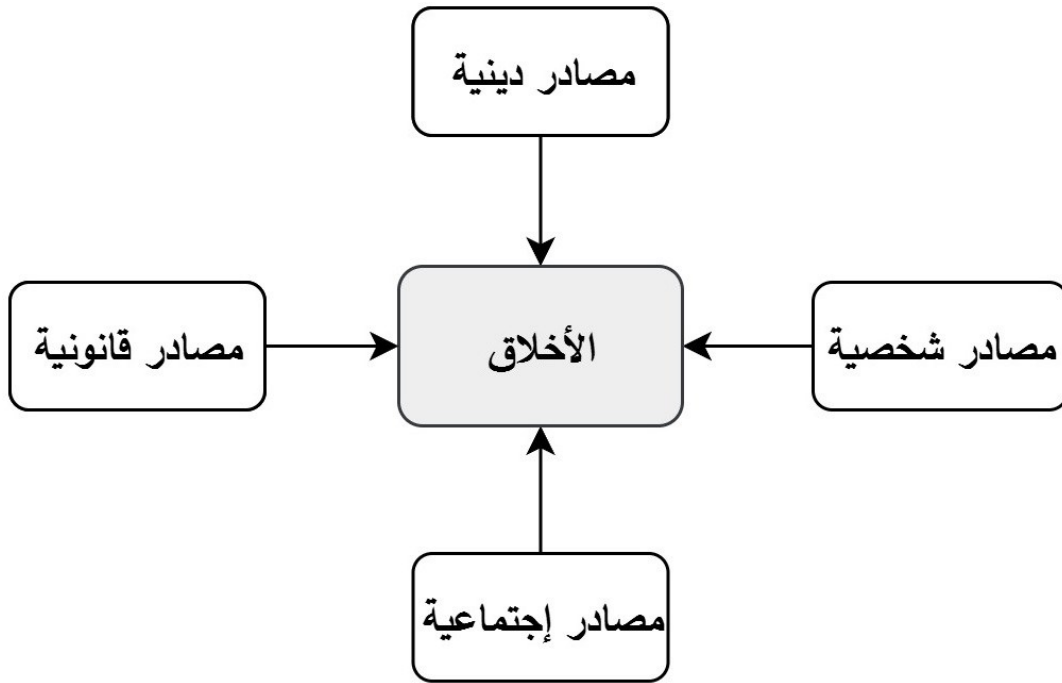 مصادر دينية
مصادر شخصية
الأخلاق
مصادر قانونية
مصادر إجتماعية